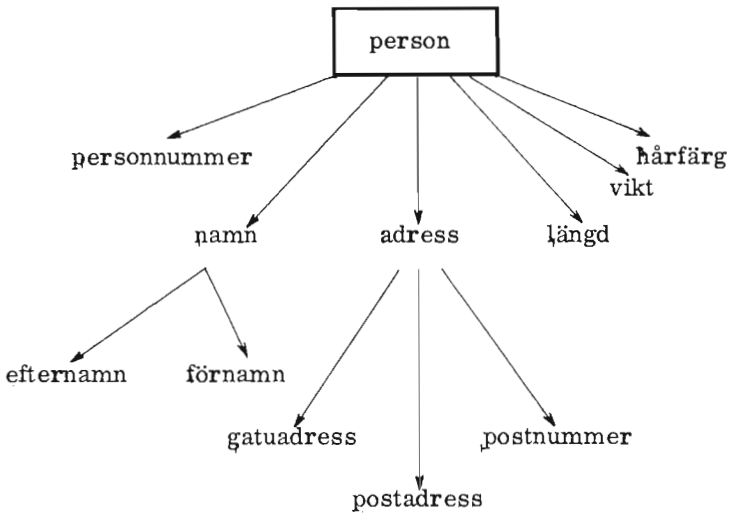 person
personnummer
hårfärg
vikt
namn
adress
längd
efternamn
förnamn
gatuadress
postnummer
postadress